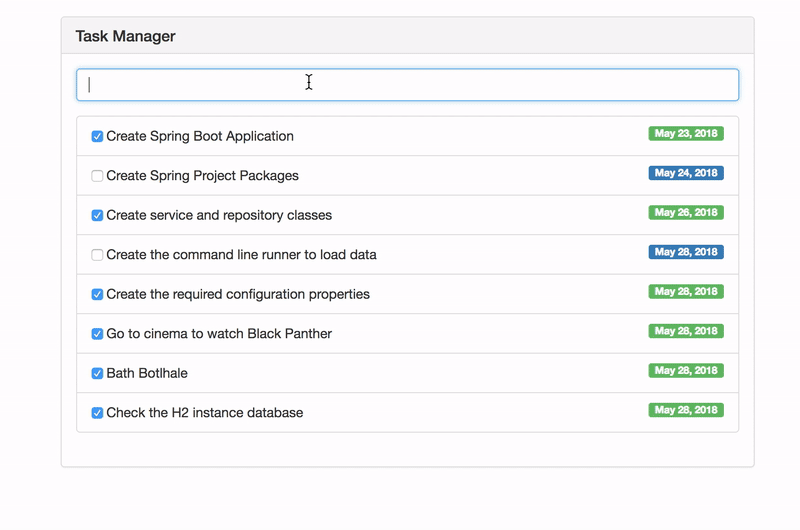 Task Manager
Create Spring Boot Application May 23, 2018
Create Spring Project Packages May 24, 2018
Create service and repository classes May 26, 2018
Create the command line runner to load data May 28, 2018
Create the required configuration properties May 28, 2018
Go to cinema to watch Black Panther May 28, 2018
Bath Botlhale May 28, 2018
Check the H2 instance database May 28, 2018